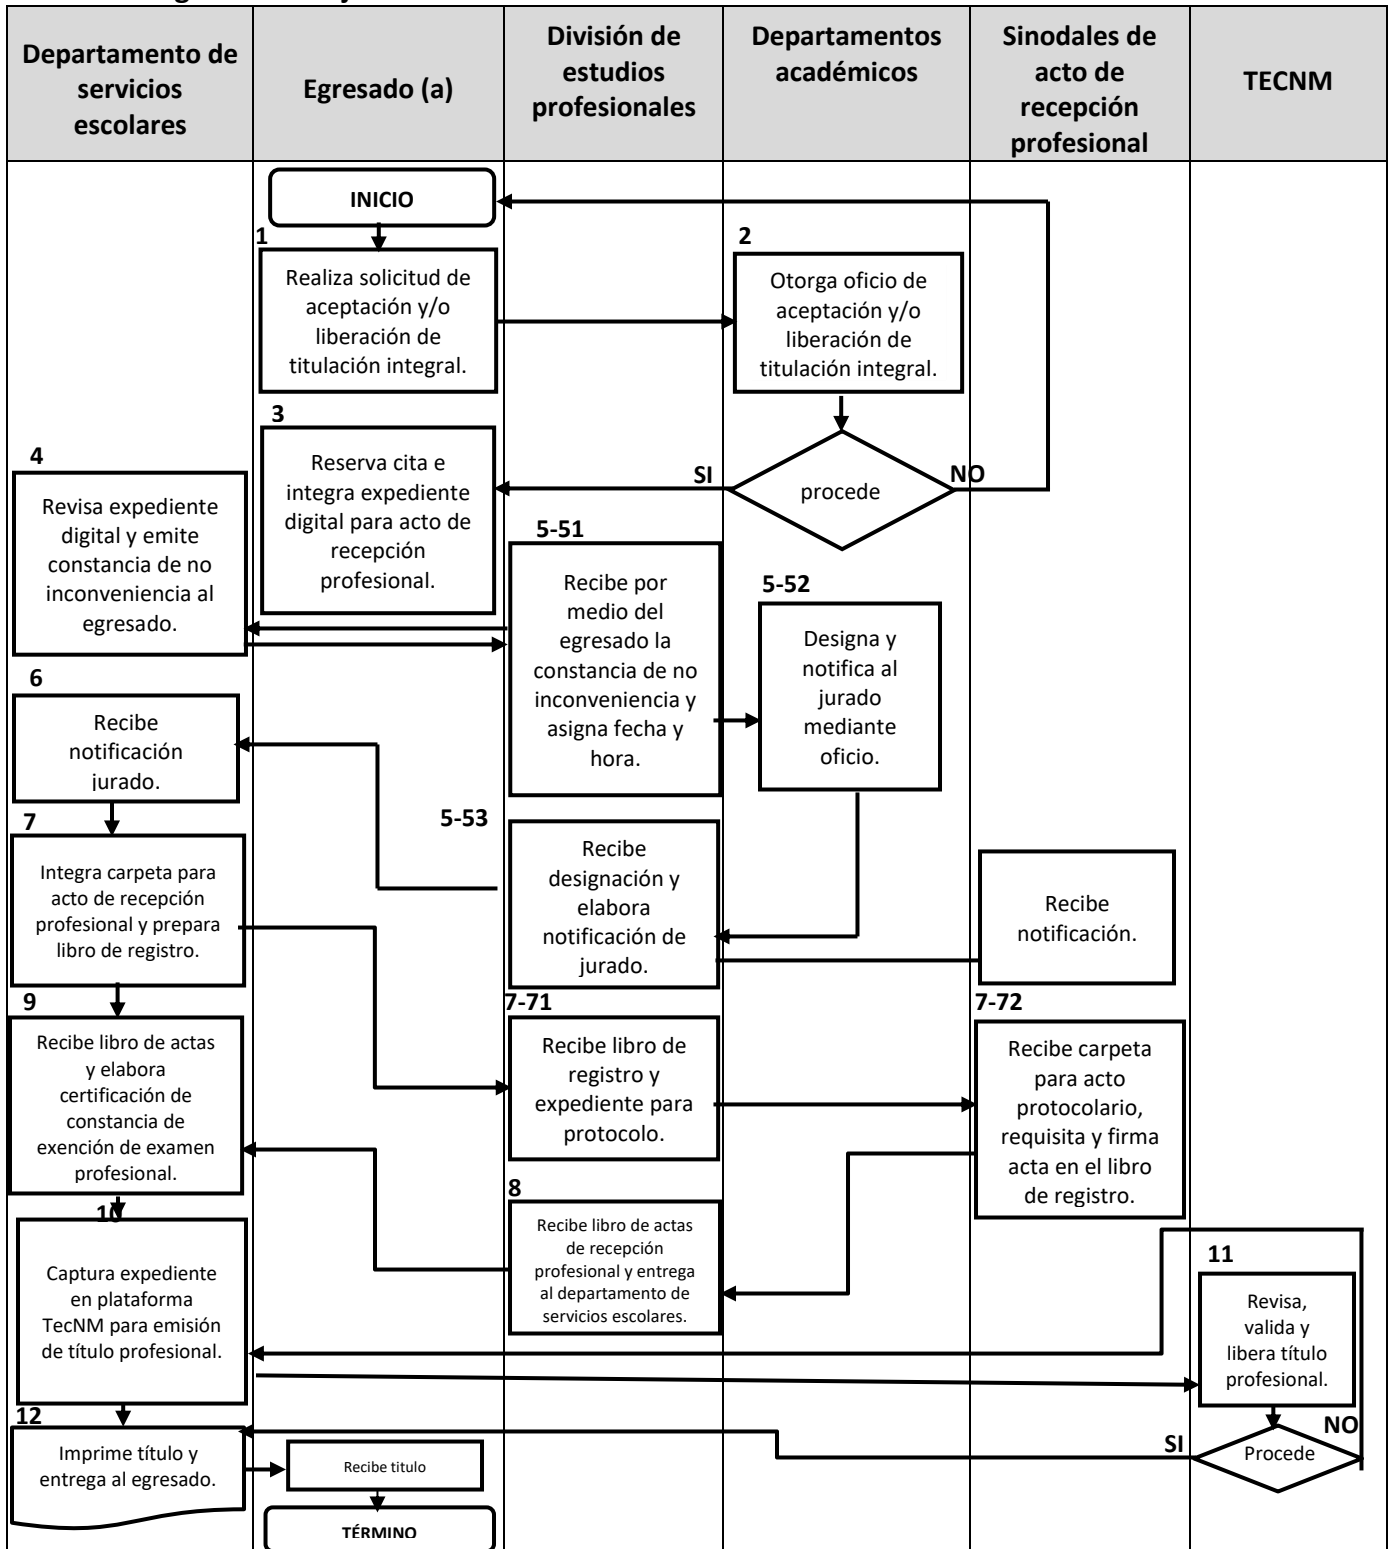 Departamento de
servicios
escolares
Egresado (a)
División de
estudios
profesionales
Departamentos
académicos
Sinodales de
acto de
recepción
profesional
TECNM
INICIO
1
Realiza solicitud de
aceptación y/o
liberación de
titulación integral.
2
Otorga oficio de
aceptación y/o
liberación de
titulación integral.
procede
SI
NO
3
Reserva cita e
integra expediente
digital para acto de
recepción
profesional.
4
Revisa expediente
digital y emite
constancia de no
inconveniencia al
egresado.
5-51
Recibe por
medio del
egresado la
constancia de no
inconveniencia y
asigna fecha y
hora.
5-52
Designa y
notifica al
jurado
mediante
oficio.
6
Recibe
notificación
jurado.
5-53
Recibe
designación y
elabora
notificación de
jurado.
Recibe
notificación.
7
Integra carpeta para
acto de recepción
profesional y prepara
libro de registro.
7-71
Recibe libro de
registro y
expediente para
protocolo.
7-72
Recibe carpeta
para acto
protocolario,
requisita y firma
acta en el libro
de registro.
8
Recibe libro de actas
de recepción
profesional y entrega
al departamento de
servicios escolares.
9
Recibe libro de actas
y elabora
certificación de
constancia de
exención de examen
profesional.
10
Captura expediente
en plataforma
TecNM para emisión
de título profesional.
11
Revisa,
valida y
libera título
profesional.
Procede
SI
NO
12
Imprime título y
entrega al egresado.
Recibe titulo
TÉRMINO